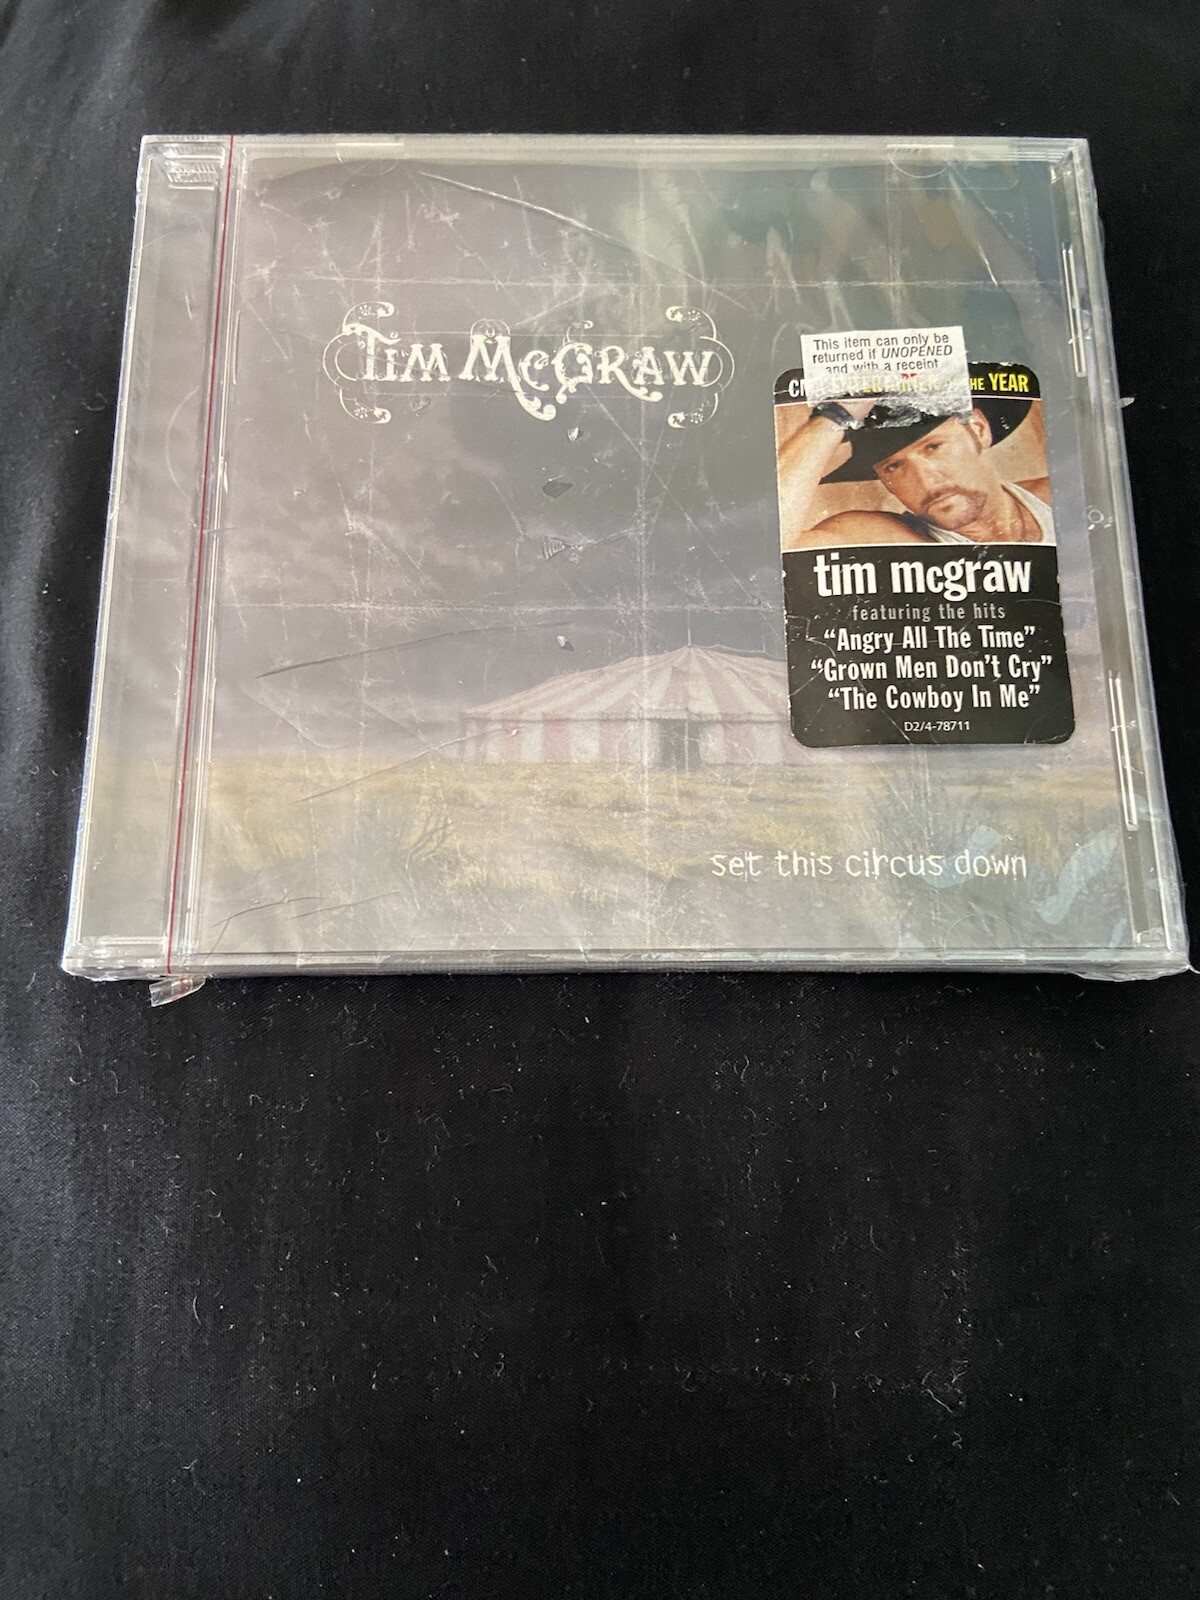 TIM MCGRAW
This item can only be
returned if UNOPENED
and with a receipt
THE YEAR
tim mcgraw
featuring the hits
“Angry All The Time”
“Grown Men Don't Cry”
“The Cowboy In Me”
D2/4-78711
set this circus down